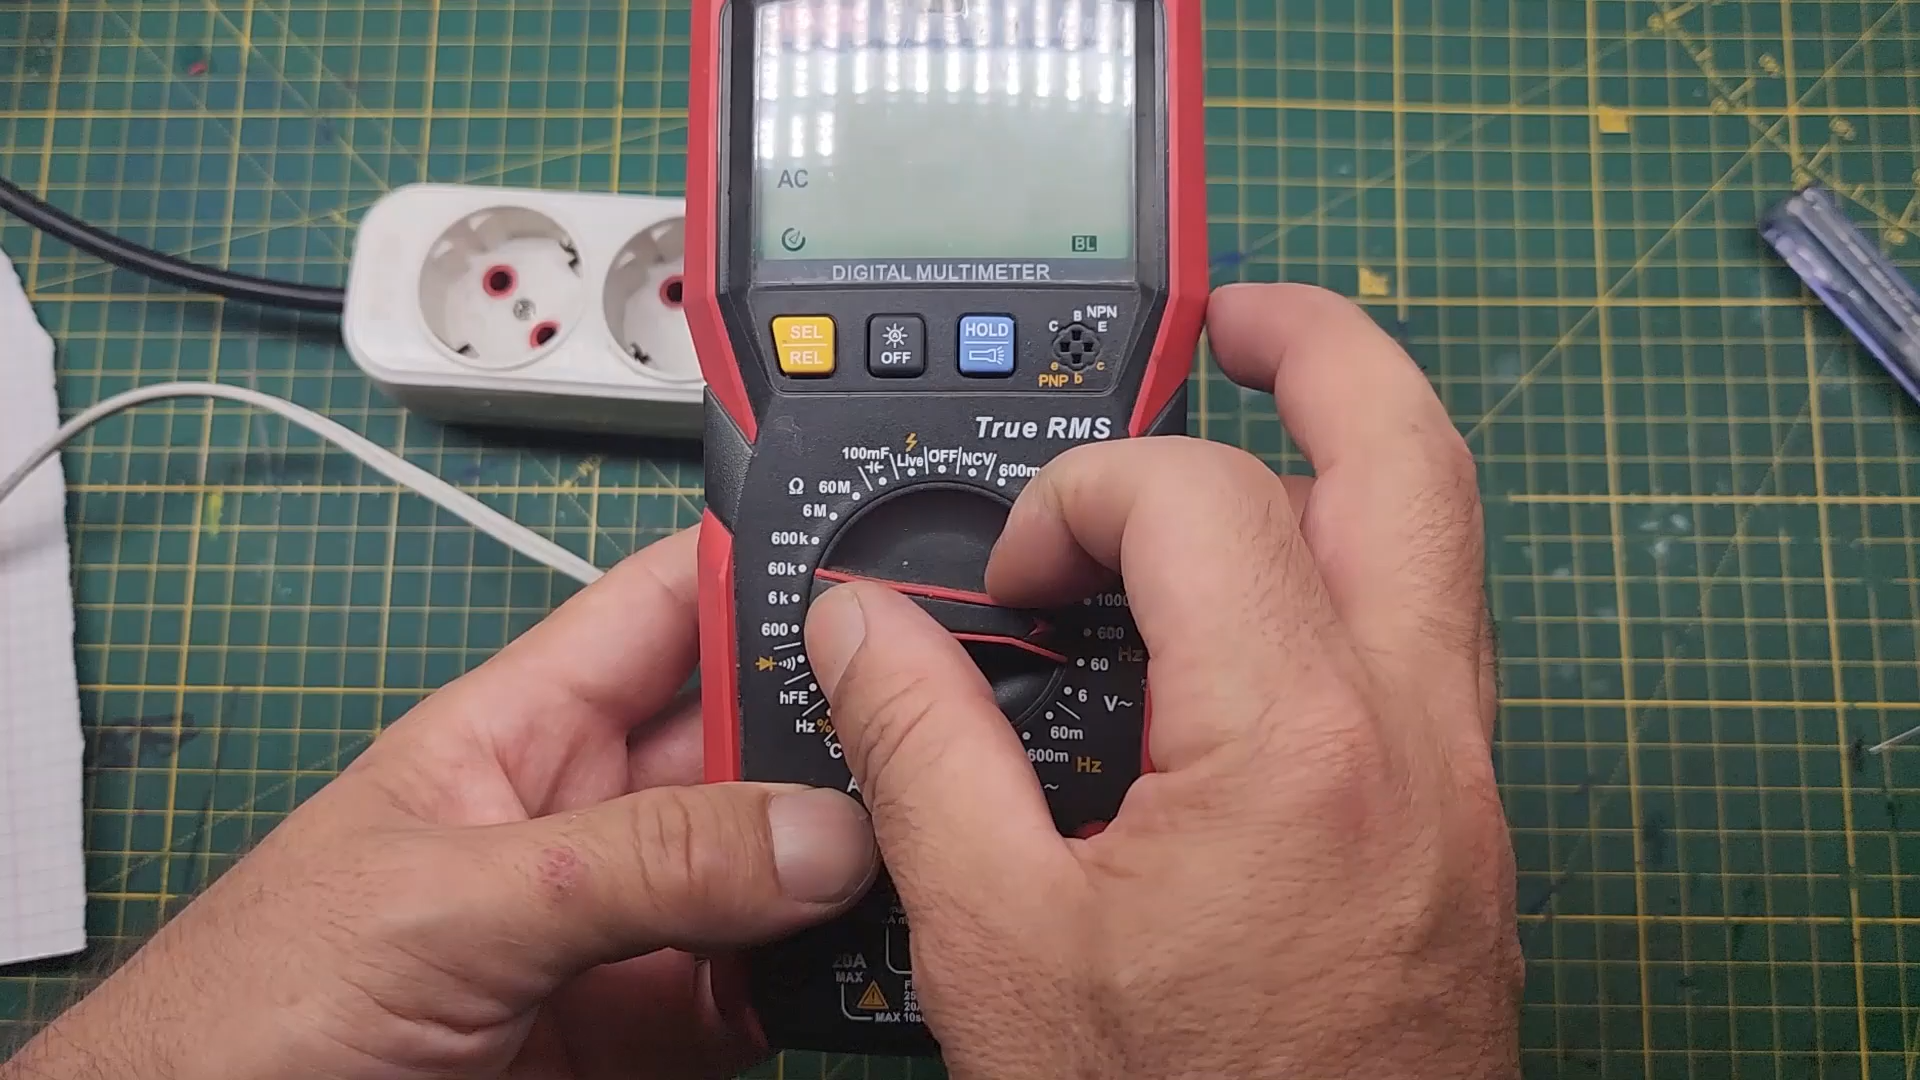 AC
BL
DIGITAL MULTIMETER
SEL
REL
OFF
HOLD
NPN
B
C
E
e
c
PNP b
True RMS
100mF
Live
OFF
NCV
600m
Ω 60M
6M
600k
60k
6k
600
hFE
Hz%
°C
A
1000
600
Hz
60
6
V~
60m
600m
Hz
~
20A
MAX
MAX 10s